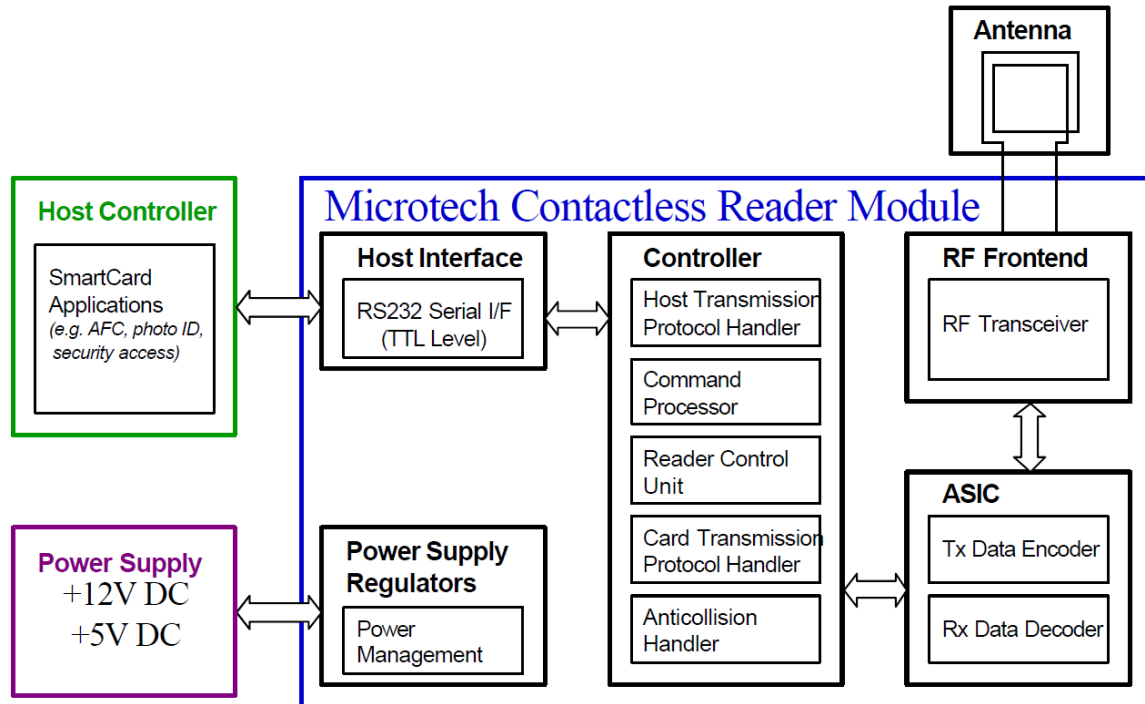 Antenna
Host Controller
SmartCard
Applications
(e.g. AFC, photo ID,
security access)
Microtech Contactless Reader Module
Host Interface
RS232 Serial I/F
(TTL Level)
Controller
Host Transmission
Protocol Handler
Command
Processor
Reader Control
Unit
Card Transmission
Protocol Handler
Anticollision
Handler
RF Frontend
RF Transceiver
ASIC
Tx Data Encoder
Rx Data Decoder
Power Supply
+12V DC
+5V DC
Power Supply
Regulators
Power
Management